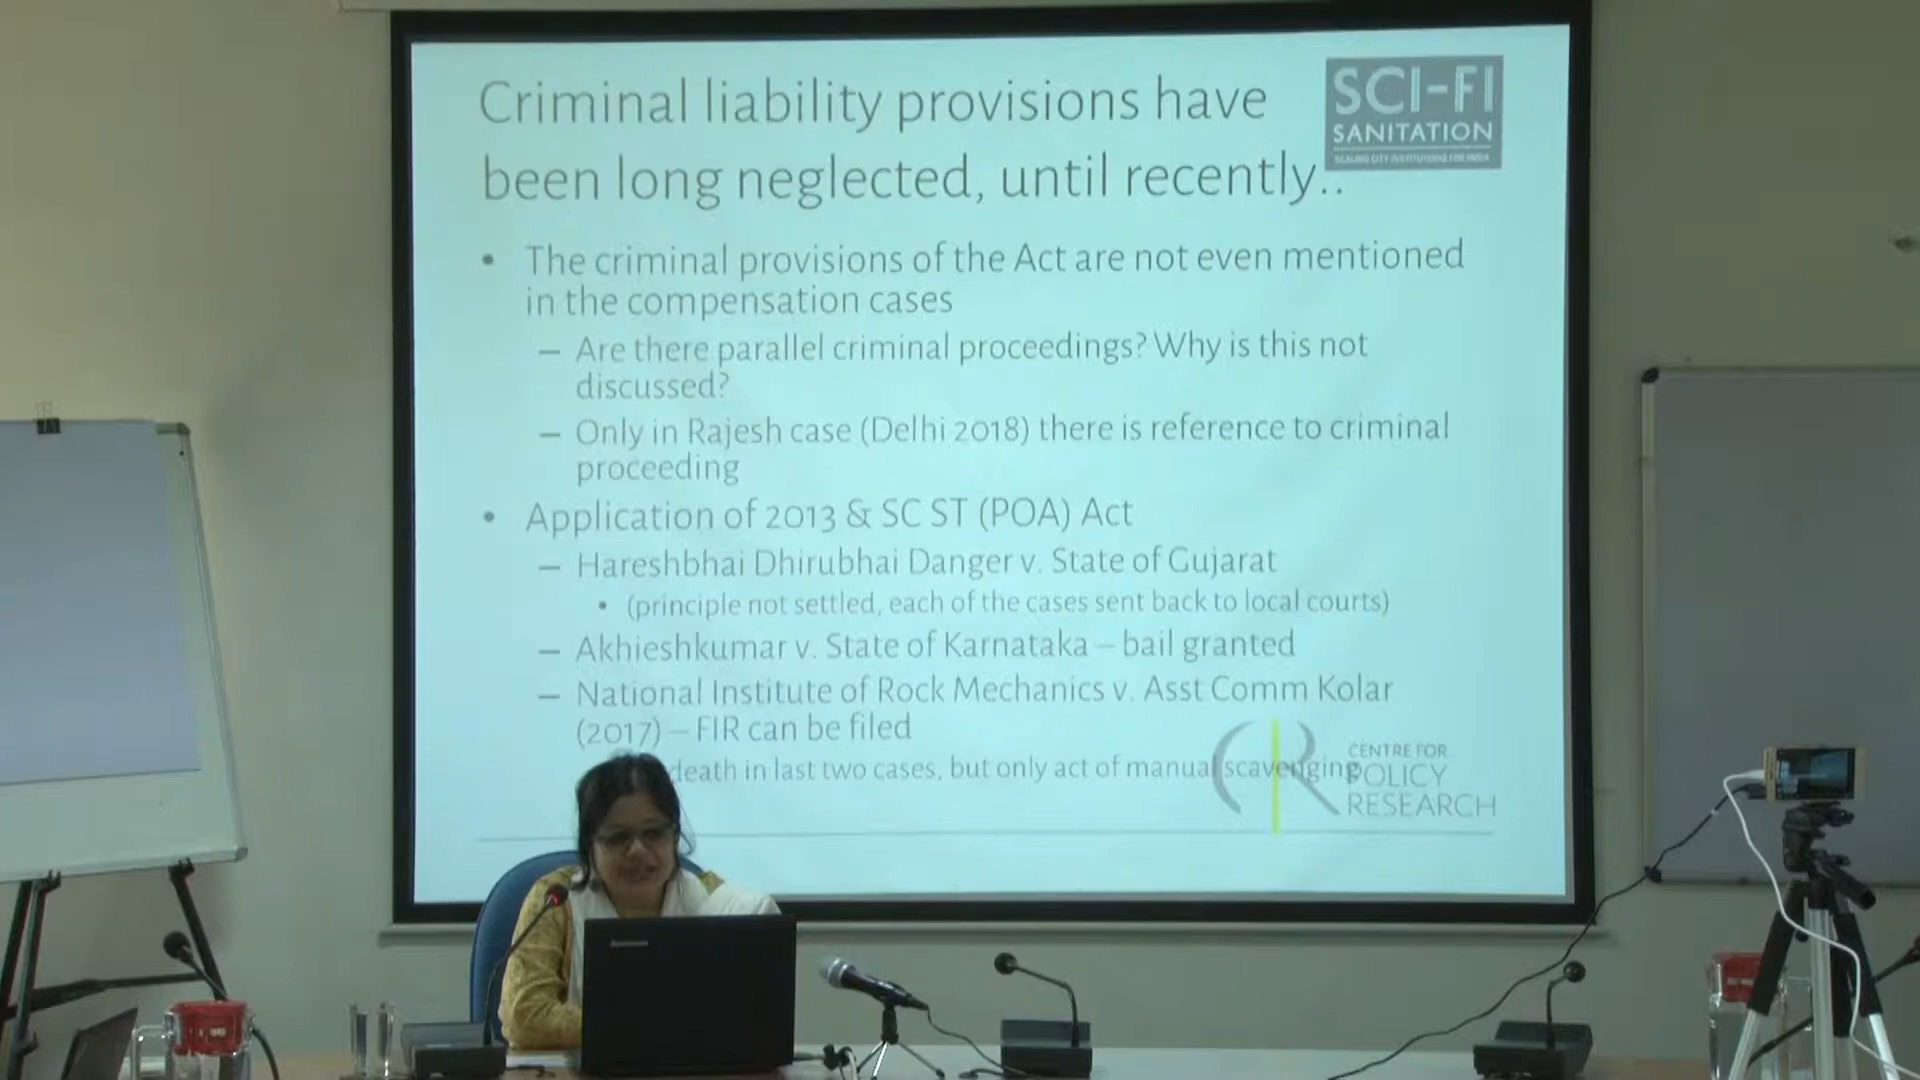 Criminal liability provisions have
been long neglected, until recently..
SCI-FI
SANITATION
SCALING CITY INSTITUTIONS FOR INDIA
• The criminal provisions of the Act are not even mentioned
in the compensation cases
– Are there parallel criminal proceedings? Why is this not
discussed?
– Only in Rajesh case (Delhi 2018) there is reference to criminal
proceeding
• Application of 2013 & SC ST (POA) Act
– Hareshbhai Dhirubhai Danger v. State of Gujarat
• (principle not settled, each of the cases sent back to local courts)
– Akhieshkumar v. State of Karnataka – bail granted
– National Institute of Rock Mechanics v. Asst Comm Kolar
(2017) – FIR can be filed
death in last two cases, but only act of manual scavenging
CENTRE FOR
POLICY
RESEARCH